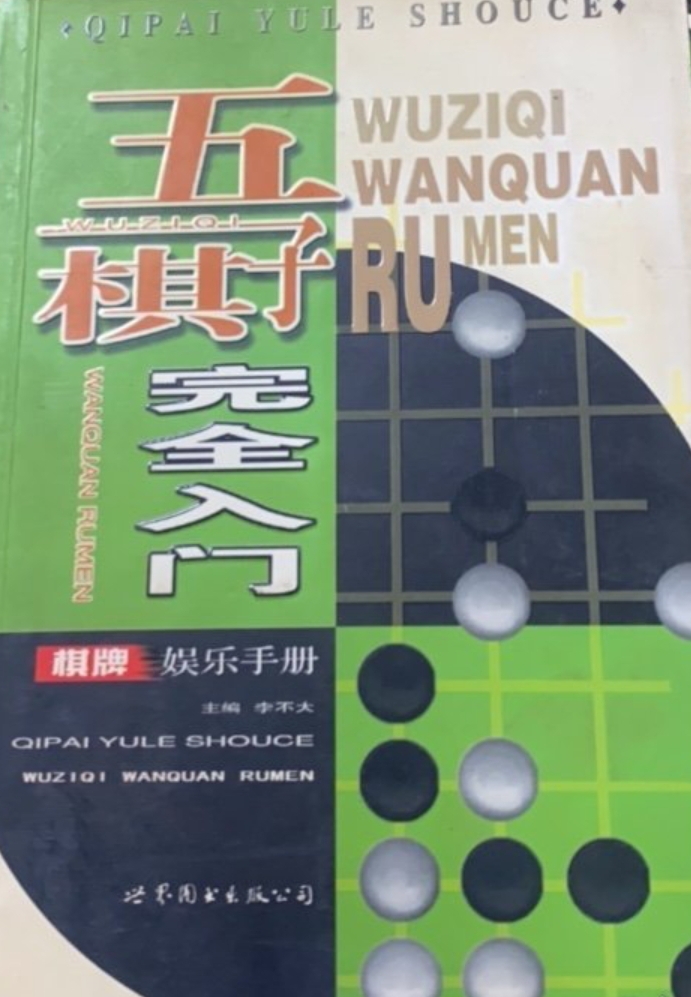 QIPAI YULE SHOUCE
五子棋
WUZIQI
完全入门
WANQUAN RUMEN
WUZIQI
WANQUAN
RUMEN
棋牌 娱乐手册
主编 李不大
QIPAI YULE SHOUCE
WUZIQI WANQUAN RUMEN
世界图书出版公司